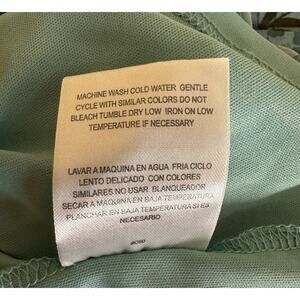 MACHINE WASH COLD WATER GENTLE
CYCLE WITH SIMILAR COLORS DO NOT
BLEACH TUMBLE DRY LOW IRON ON LOW
TEMPERATURE IF NECESSARY
LAVAR A MAQUINA EN AGUA FRIA CICLO
LENTO DELICADO CON COLORES
SIMILARES NO USAR BLANQUEADOR
SECAR A MAQUINA EN BAJA TEMPERATURA
PLANCHAR EN BAJA TEMPERATURA SI ES
NECESARIO